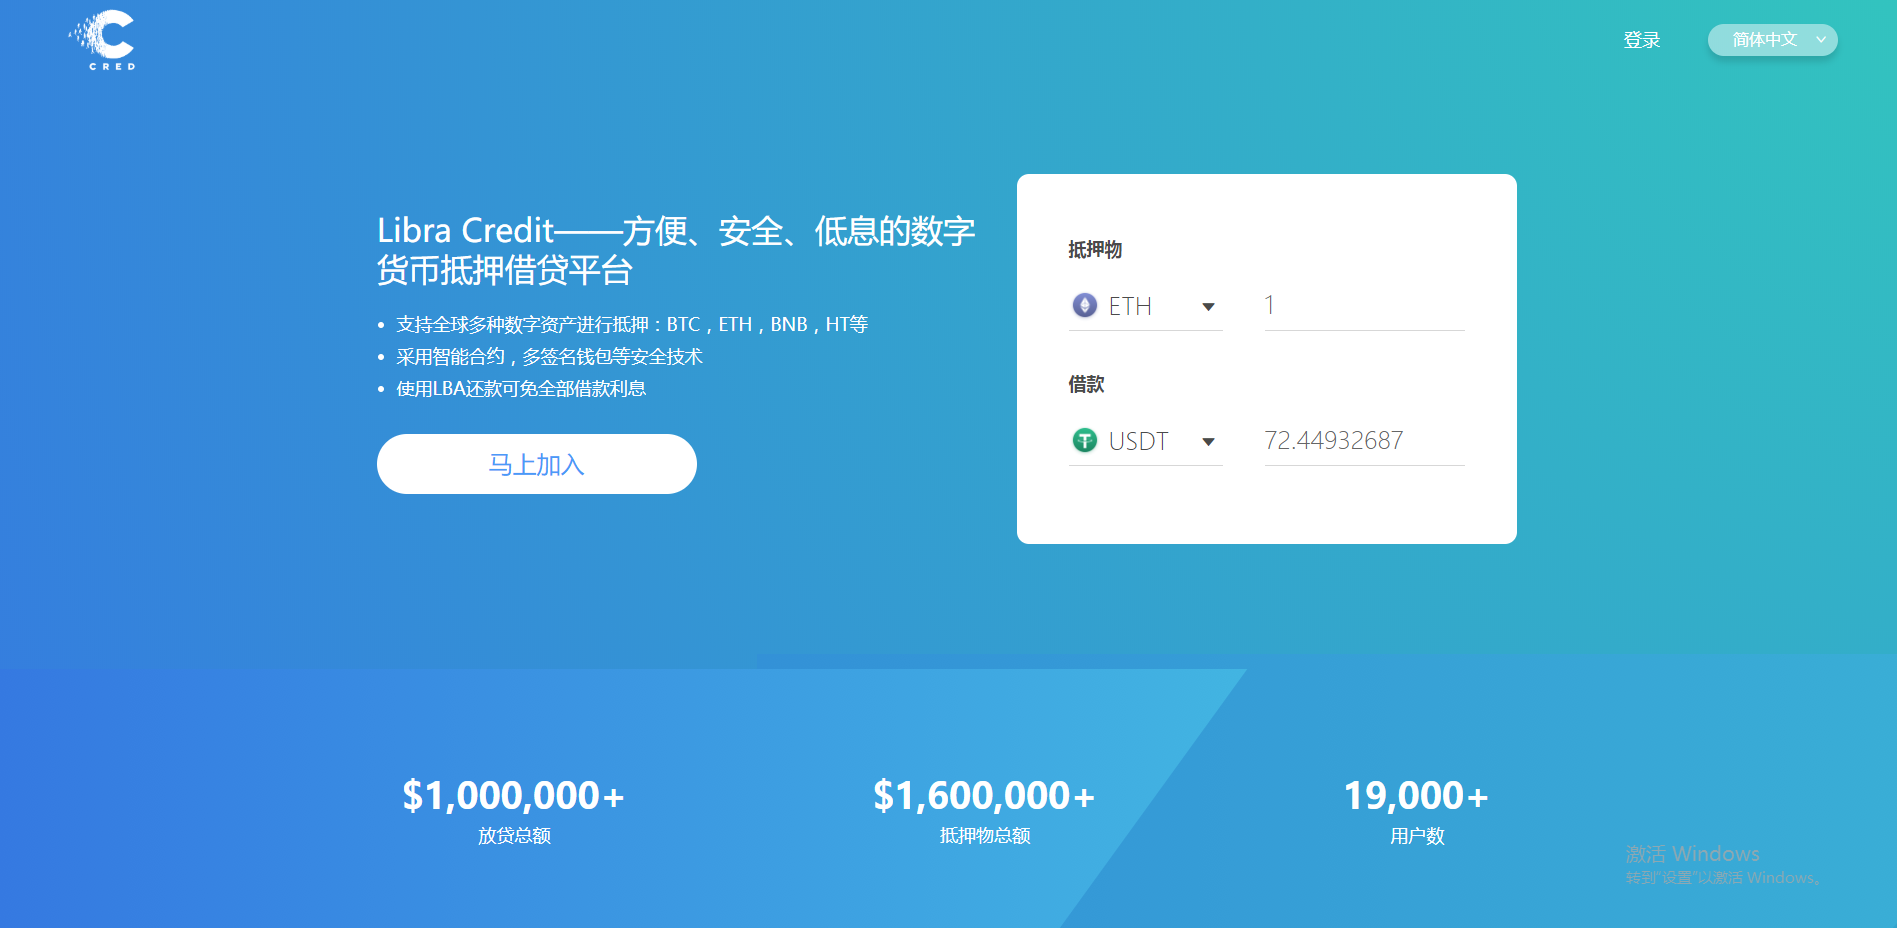 CRED
登录
简体中文
Libra Credit——方便、安全、低息的数字
货币抵押借贷平台
• 支持全球多种数字资产进行抵押：BTC，ETH，BNB，HT等
• 采用智能合约，多签名钱包等安全技术
• 使用LBA还款可免全部借款利息
马上加入
抵押物
ETH 1
借款
USDT 72.44932687
$1,000,000+
放贷总额
$1,600,000+
抵押物总额
19,000+
用户数
激活 Windows
转到"设置"以激活 Windows。